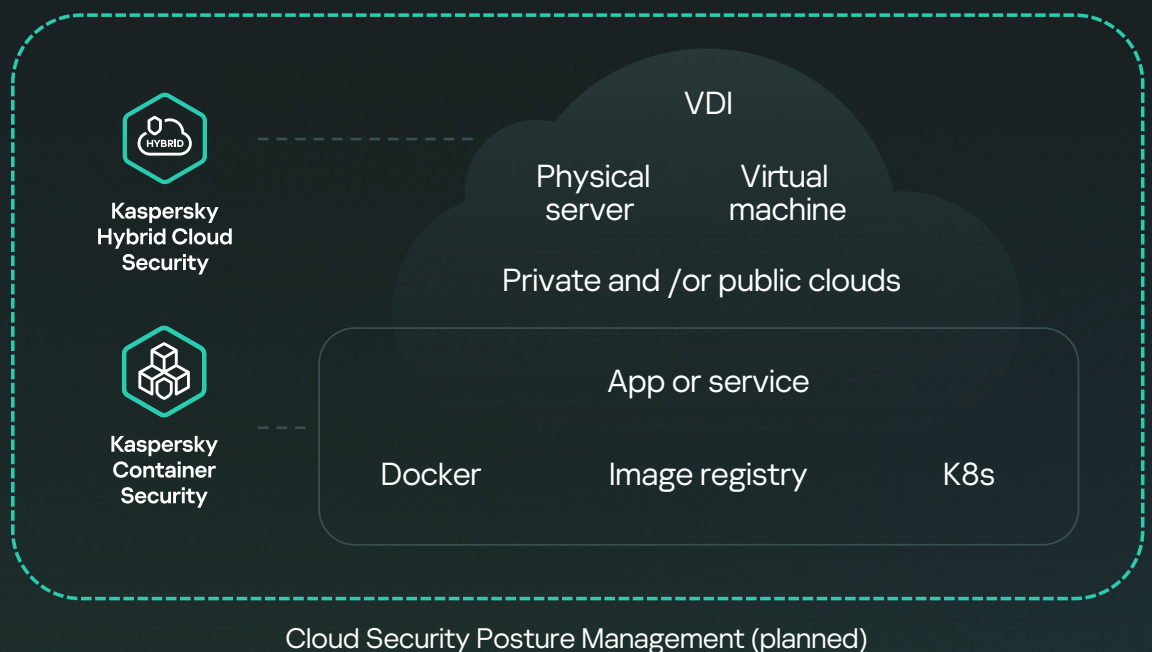 VDI
HYBRID
Kaspersky
Hybrid Cloud
Security
Physical
server
Virtual
machine
Private and /or public clouds
Kaspersky
Container
Security
App or service
Docker
Image registry
K8s
Cloud Security Posture Management (planned)